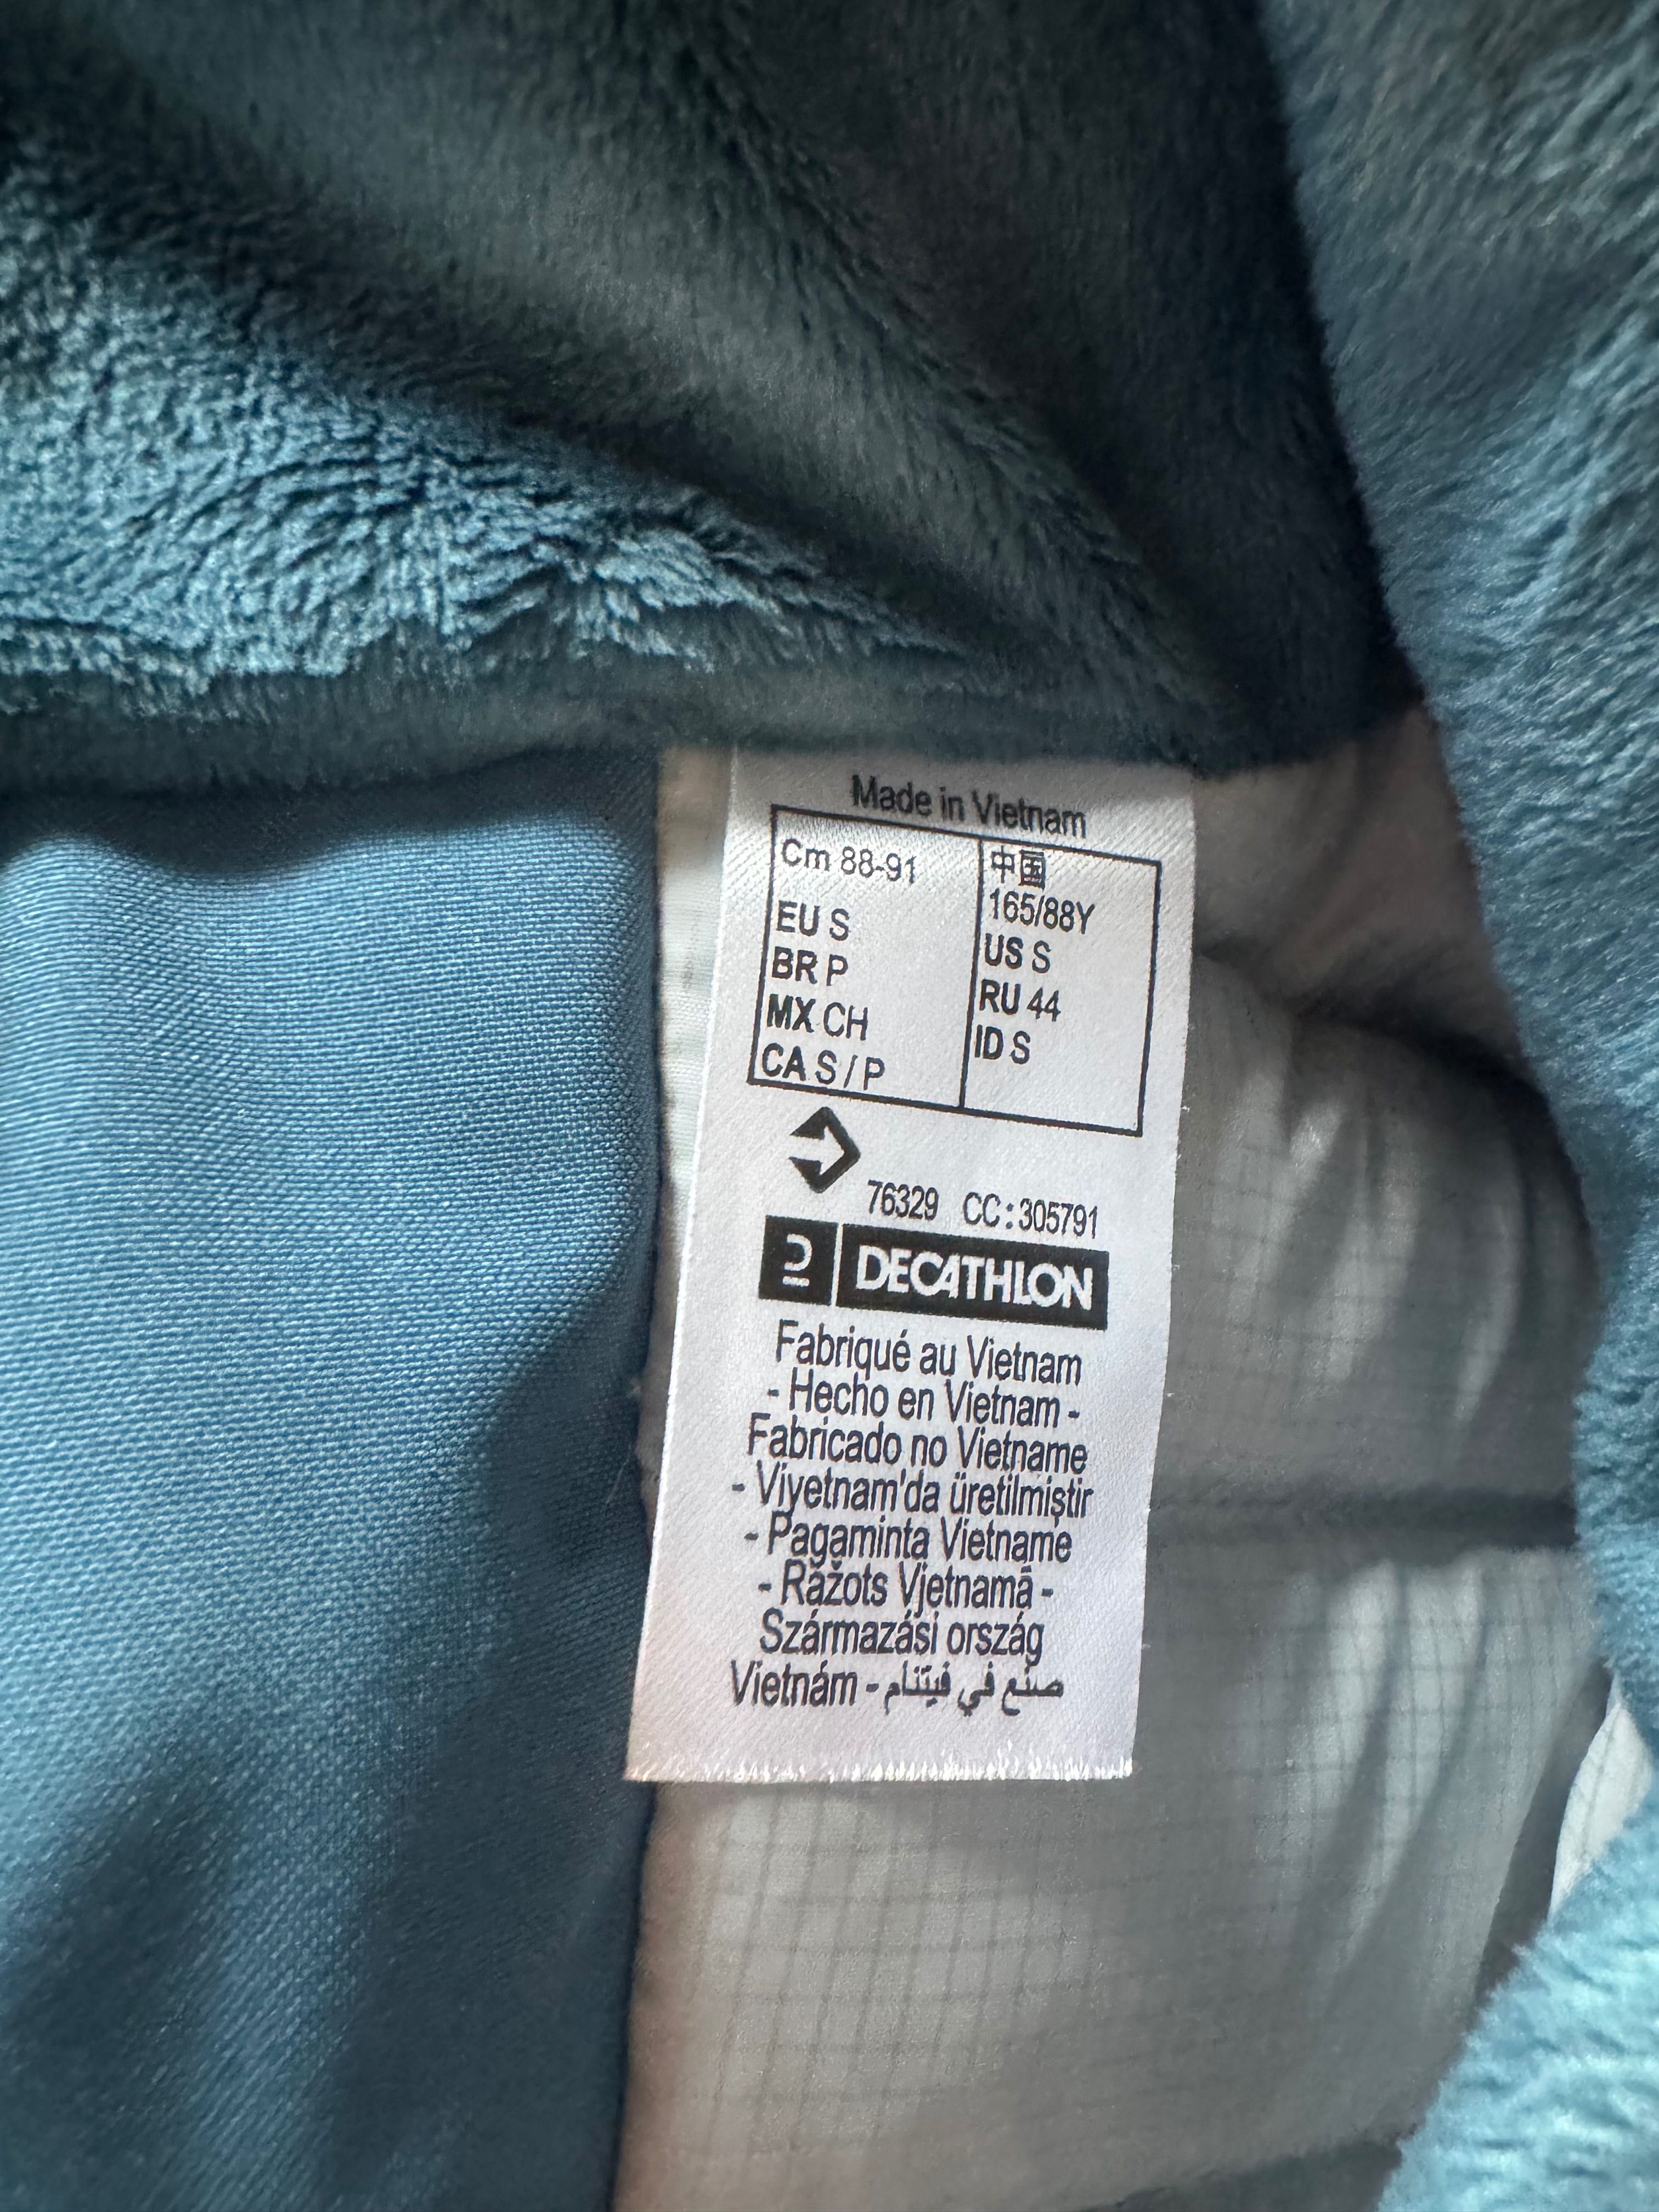 Made in Vietnam
Cm 88-91
EU S
BR P
MX CH
CA S / P
中国
165/88Y
US S
RU 44
ID S
76329 CC:305791
DECATHLON
Fabriqué au Vietnam
- Hecho en Vietnam -
Fabricado no Vietname
- Viyetnam'da üretilmiştir
- Pagaminta Vietname
- Ražots Vjetnamā -
Származási ország
Vietnám - صنع في فيتنام